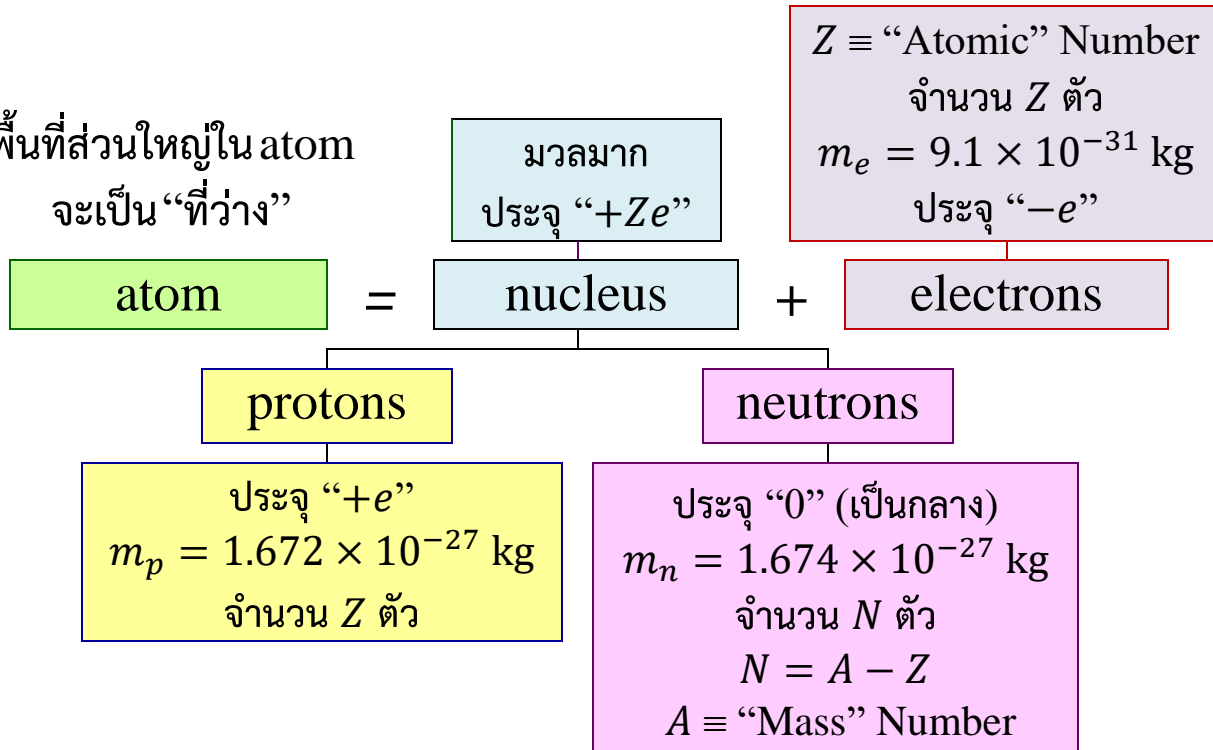 พื้นที่ส่วนใหญ่ใน atom
จะเป็น “ที่ว่าง”
มวลมาก
ประจุ “+Ze”
Z ≡ “Atomic” Number
จำนวน Z ตัว
mₑ = 9.1 × 10⁻³¹ kg
ประจุ “−e”
atom = nucleus + electrons
protons
neutrons
ประจุ “+e”
mₚ = 1.672 × 10⁻²⁷ kg
จำนวน Z ตัว
ประจุ “0” (เป็นกลาง)
mₙ = 1.674 × 10⁻²⁷ kg
จำนวน N ตัว
N = A − Z
A ≡ “Mass” Number